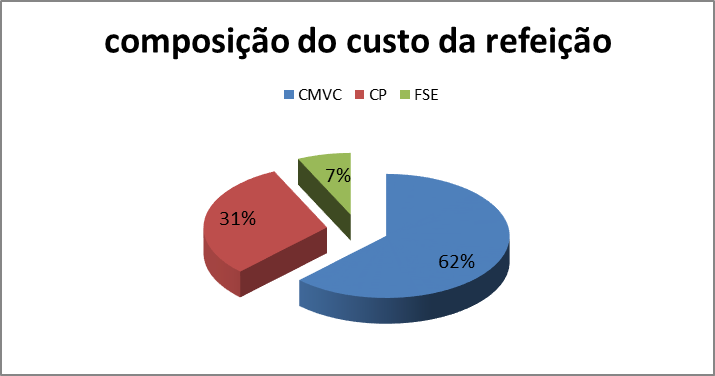 composição do custo da refeição
CMVC CP FSE
7%
31%
62%